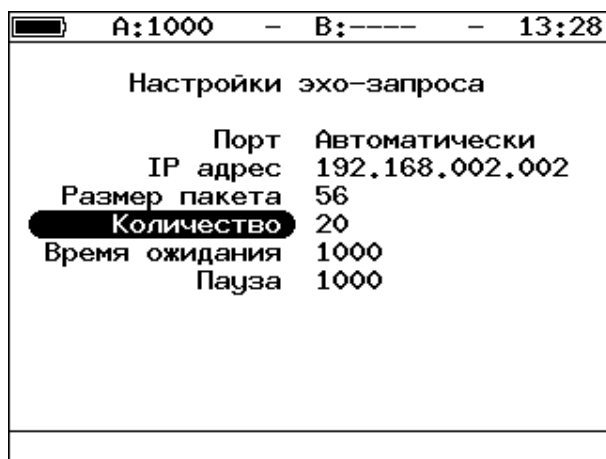 A:1000 – B:---- – 13:28
Настройки эхо-запроса
Порт Автоматически
IP адрес 192.168.002.002
Размер пакета 56
Количество 20
Время ожидания 1000
Пауза 1000